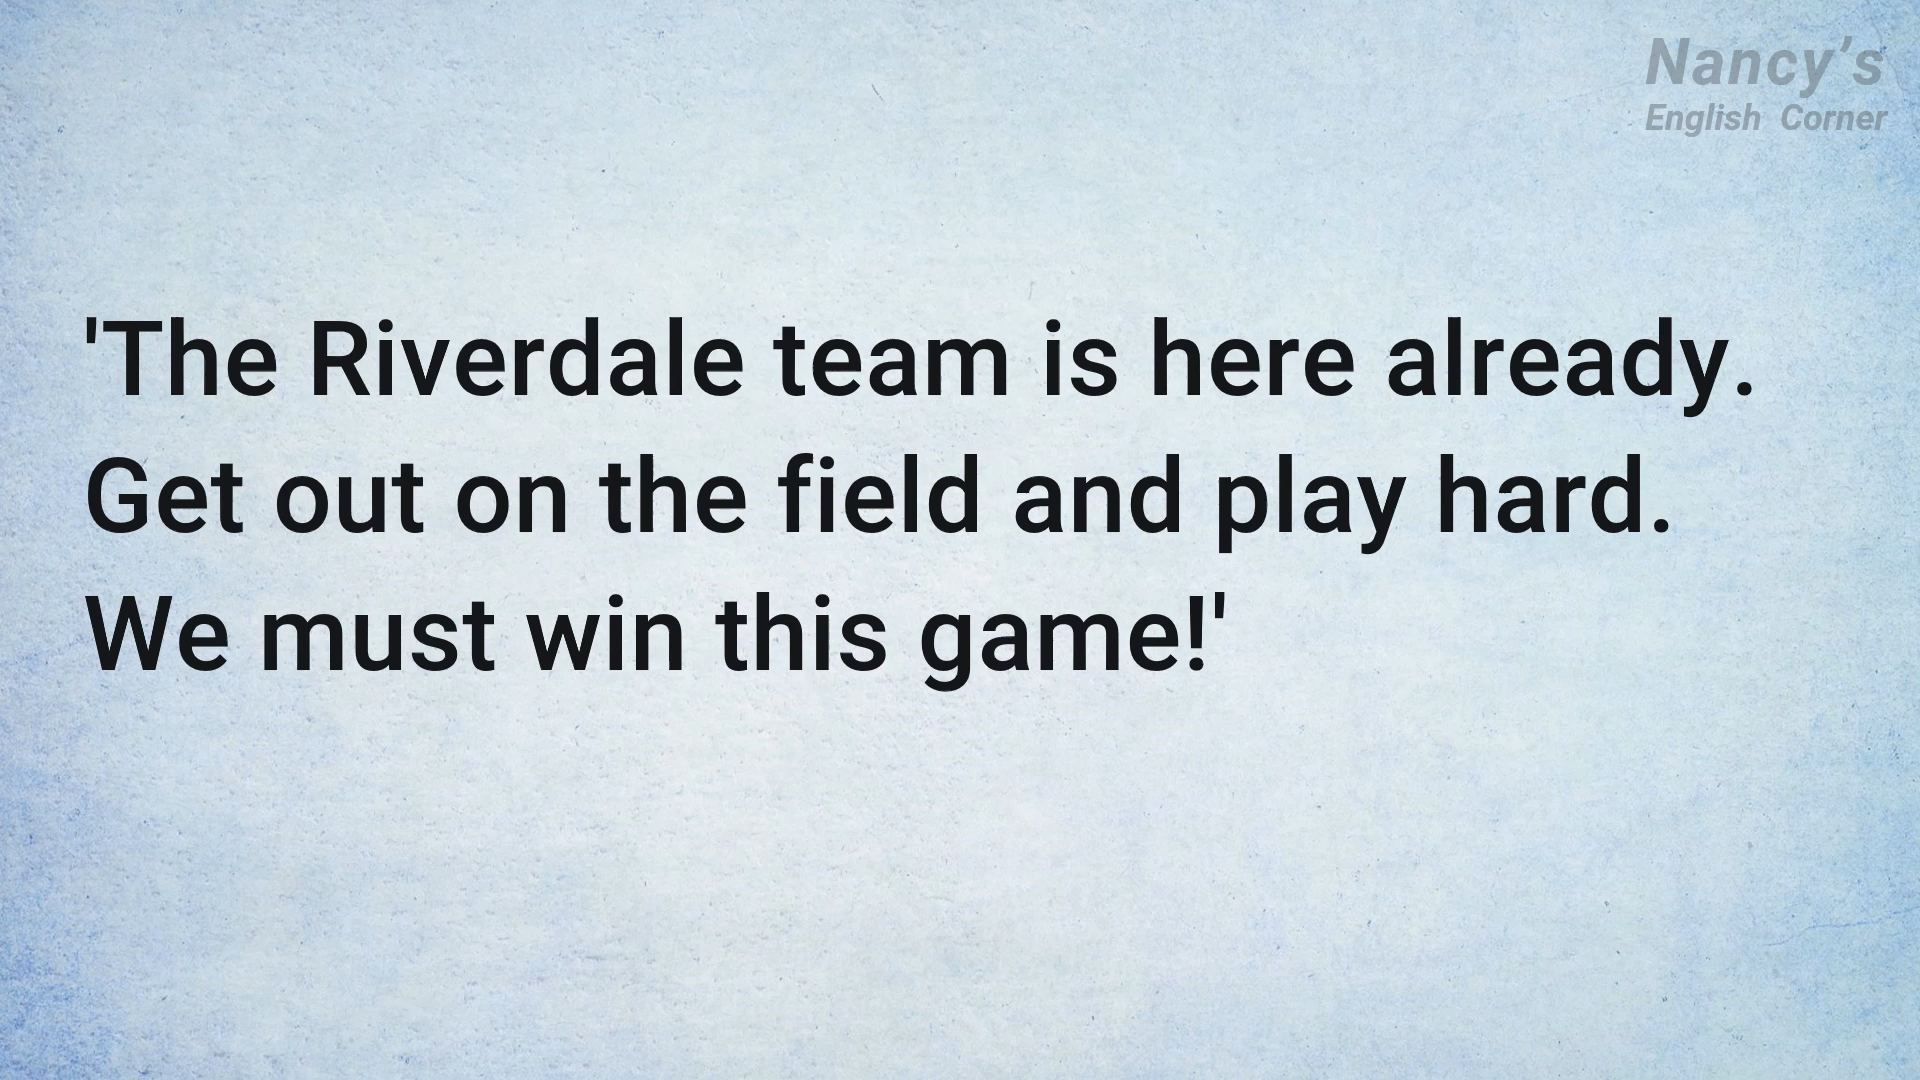 Nancy’s
English Corner
'The Riverdale team is here already.
Get out on the field and play hard.
We must win this game!'